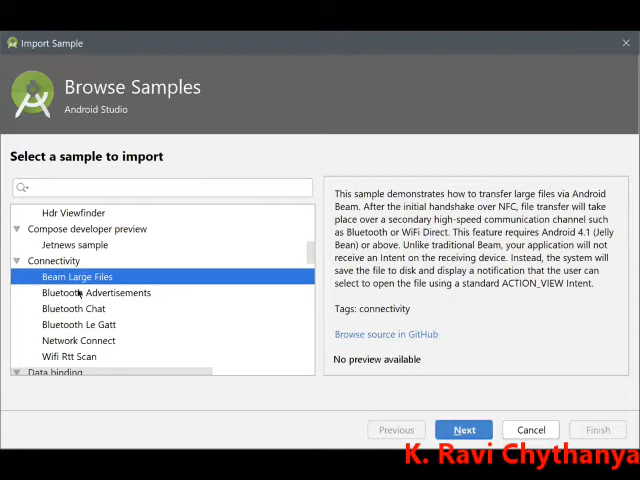 Import Sample
Browse Samples
Android Studio
Select a sample to import
Hdr Viewfinder
Compose developer preview
Jetnews sample
Connectivity
Beam Large Files
Bluetooth Advertisements
Bluetooth Chat
Bluetooth Le Gatt
Network Connect
Wifi Rtt Scan
Data binding
This sample demonstrates how to transfer large files via Android
Beam. After the initial handshake over NFC, file transfer will take
place over a secondary high-speed communication channel such
as Bluetooth or WiFi Direct. This feature requires Android 4.1 (Jelly
Bean) or above. Unlike traditional Beam, your application will not
receive an Intent on the receiving device. Instead, the system will
save the file to disk and display a notification that the user can
select to open the file using a standard ACTION_VIEW Intent.
Tags: connectivity
Browse source in GitHub
No preview available
Previous
Next
Cancel
Finish
K. Ravi Chythanya